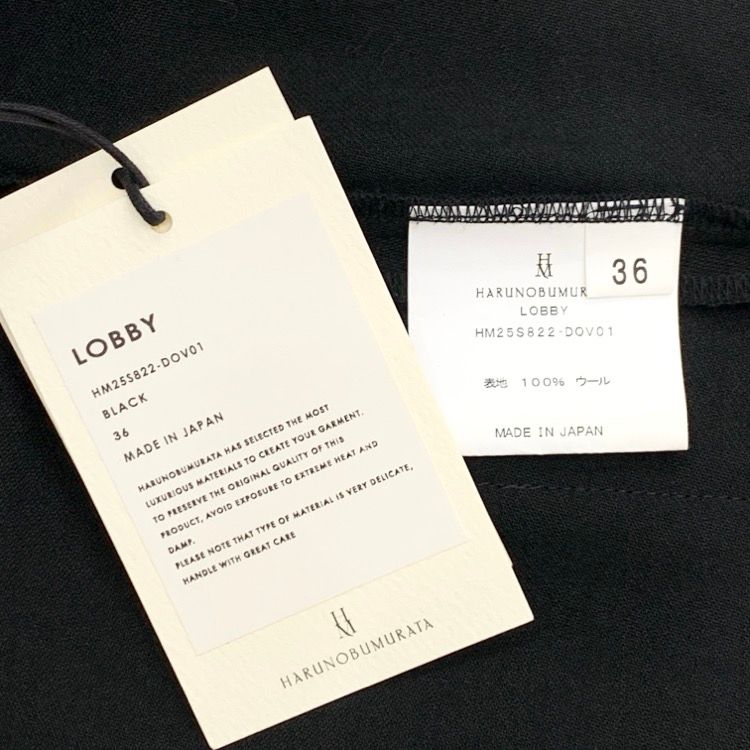 LOBBY
HM25S822-DOV01
BLACK
36
MADE IN JAPAN
HARUNOBUMURATA HAS SELECTED THE MOST
LUXURIOUS MATERIALS TO CREATE YOUR GARMENT.
TO PRESERVE THE ORIGINAL QUALITY OF THIS
PRODUCT, AVOID EXPOSURE TO EXTREME HEAT AND
DAMP.
PLEASE NOTE THAT TYPE OF MATERIAL IS VERY DELICATE,
HANDLE WITH GREAT CARE
HM
HARUNOBUMURATA
HM
HARUNOBUMURA
36
LOBBY
HM25S822-DOV01
表地 100% ウール
MADE IN JAPAN